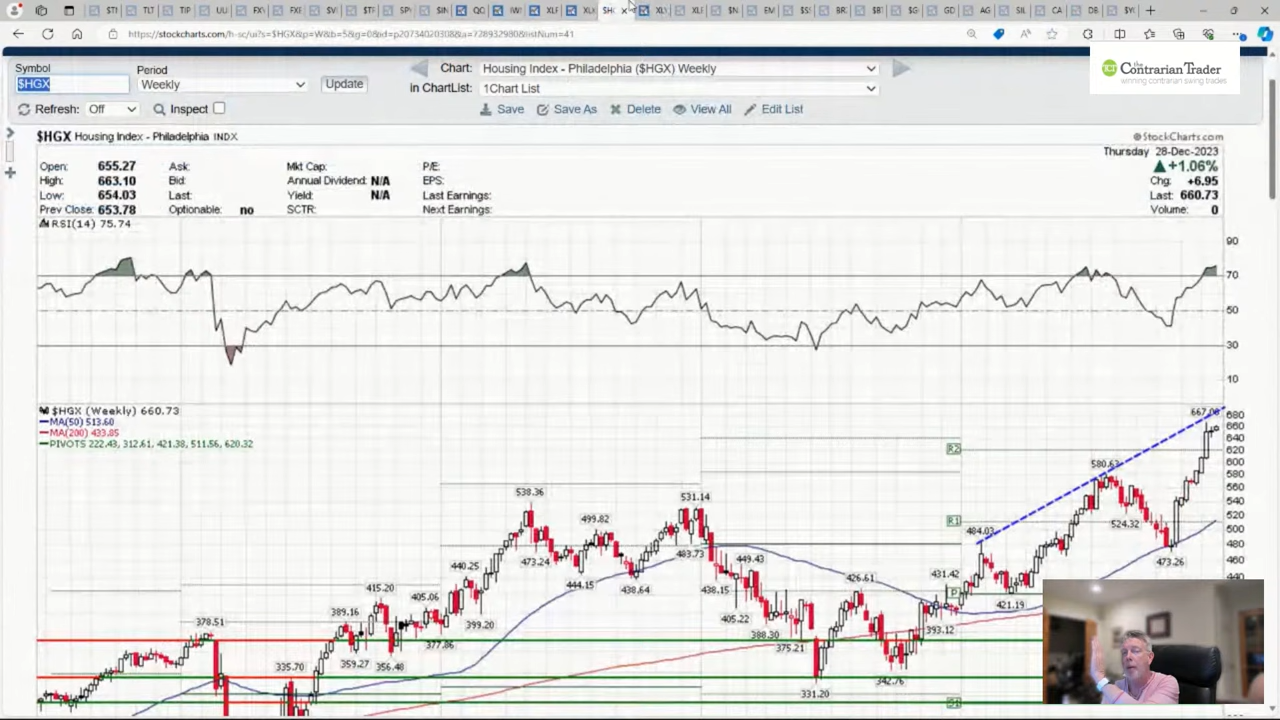 https://stockcharts.com/h-sc/ui?s=$HGX&p=W&b=5&g=0&id=p20734020308&a=728932980&listNum=41
Symbol
Period
Chart:
Housing Index - Philadelphia ($HGX) Weekly
$HGX
Weekly
Update
in ChartList:
1Chart List
Refresh:
Off
Inspect
Save
Save As
Delete
View All
Edit List
the ContrarianTrader
winning contrarian swing trades
$HGX Housing Index - Philadelphia INDX
@StockCharts.com
Thursday 28-Dec-2023
Open: 655.27 Ask: Mkt Cap: P/E: +1.06%
High: 663.10 Bid: Annual Dividend: N/A EPS: Chg: +6.95
Low: 654.03 Last: Yield: N/A Last Earnings: Last: 660.73
Prev Close: 653.78 Optionable: no SCTR: Next Earnings: Volume: 0
RSI(14) 75.74
90
70
50
30
10
$HGX (Weekly) 660.73
MA(50) 513.60
MA(200) 433.85
PIVOTS 222.43, 312.61, 421.38, 511.56, 620.32
680
660
640
620
600
580
560
540
520
500
480
460
440
R2
R1
P
S1
580.63
538.36
531.14
484.03
524.32
499.82
440.25
473.24
483.73
449.43
473.26
415.20
444.15
438.64
438.15
426.61
431.42
421.19
378.51
389.16
405.06
399.20
405.22
393.12
359.27
356.48
377.86
388.30
375.21
335.70
331.20
342.76